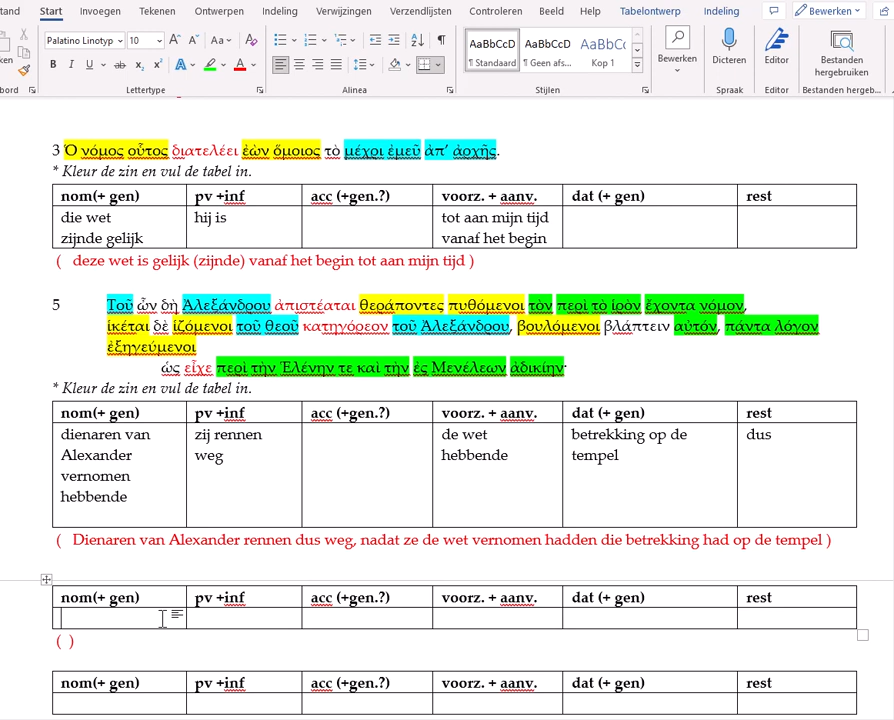 tand Start Invoegen Tekenen Ontwerpen Indeling Verwijzingen Verzendlijsten Controleren Beeld Help Tabelontwerp Indeling Bewerken
Palatino Linotyp 10 A A Aa A ¶ AaBbCcD AaBbCcD AaBbCc Bewerken Dicteren Editor Bestanden
ken B I U ab x₂ x² A A ¶ Standaard ¶ Geen afs... Kop 1 hergebruiken
bord Lettertype Alinea Stijlen Spraak Editor Bestanden hergeb...
3 Ὁ νόμος οὗτος διατελέει ἐὼν ὅμοιος τὸ μέχρι ἐμεῦ ἀπ’ ἀρχῆς.
* Kleur de zin en vul de tabel in.
nom(+ gen) pv +inf acc (+gen.?) voorz. + aanv. dat (+ gen) rest
die wet hij is tot aan mijn tijd
zijnde gelijk vanaf het begin
( deze wet is gelijk (zijnde) vanaf het begin tot aan mijn tijd )
5 Τοῦ ὦν δὴ Ἀλεξάνδρου ἀπιστέαται θεράποντες πυθόμενοι τὸν περὶ τὸ ἱρὸν ἔχοντα νόμον,
ἱκέται δὲ ἱζόμενοι τοῦ θεοῦ κατηγόρεον τοῦ Ἀλεξάνδρου, βουλόμενοι βλάπτειν αὐτόν, πάντα λόγον
ἐξηγεύμενοι
ὡς εἶχε περὶ τὴν Ἑλένην τε καὶ τὴν ἐς Μενέλεων ἀδικίην·
* Kleur de zin en vul de tabel in.
nom(+ gen) pv +inf acc (+gen.?) voorz. + aanv. dat (+ gen) rest
dienaren van zij rennen de wet betrekking op de dus
Alexander weg hebbende tempel
vernomen
hebbende
( Dienaren van Alexander rennen dus weg, nadat ze de wet vernomen hadden die betrekking had op de tempel )
nom(+ gen) pv +inf acc (+gen.?) voorz. + aanv. dat (+ gen) rest
( )
nom(+ gen) pv +inf acc (+gen.?) voorz. + aanv. dat (+ gen) rest